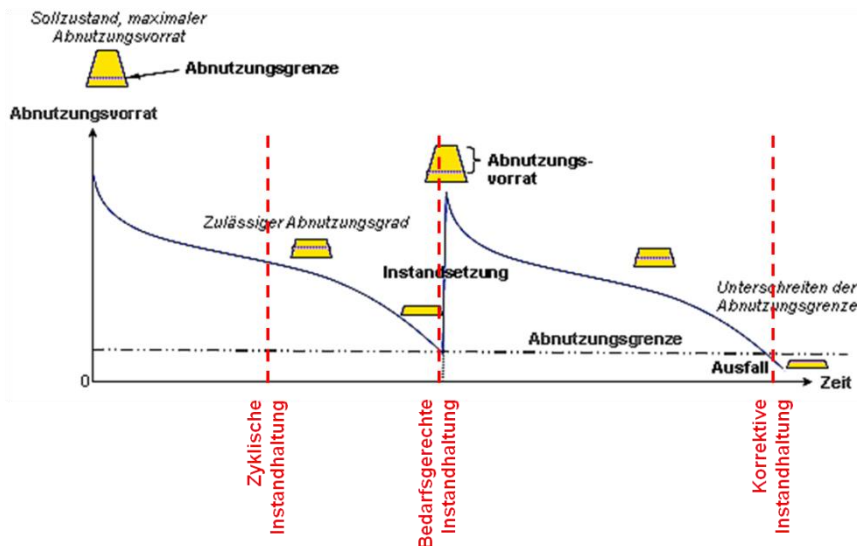 Sollzustand, maximaler
Abnutzungsvorrat
Abnutzungsgrenze
Abnutzungsvorrat
Abnutzungs-
vorrat
Zulässiger Abnutzungsgrad
Instandsetzung
Unterschreiten der
Abnutzungsgrenze
Abnutzungsgrenze
Ausfall
0
Zeit
Zyklische
Instandhaltung
Bedarfsgerechte
Instandhaltung
Korrektive
Instandhaltung